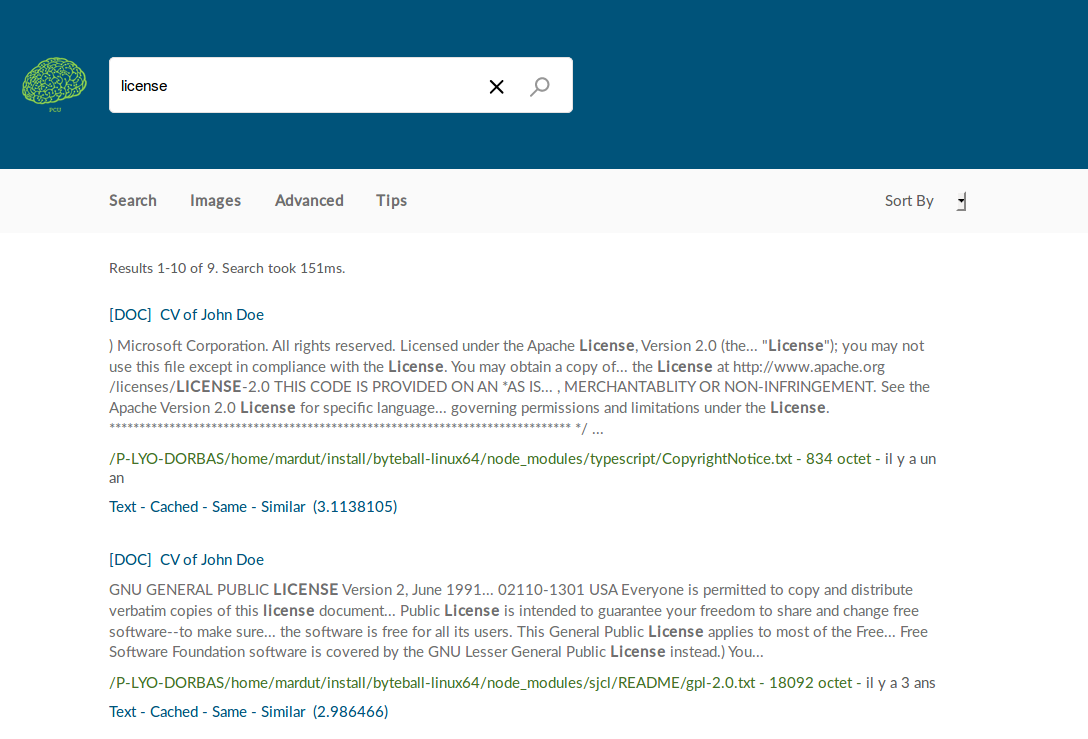 PCU
license
Search Images Advanced Tips Sort By
Results 1-10 of 9. Search took 151ms.
[DOC] CV of John Doe
) Microsoft Corporation. All rights reserved. Licensed under the Apache License, Version 2.0 (the... "License"); you may not
use this file except in compliance with the License. You may obtain a copy of... the License at http://www.apache.org
/licenses/LICENSE-2.0 THIS CODE IS PROVIDED ON AN *AS IS... , MERCHANTABLITY OR NON-INFRINGEMENT. See the
Apache Version 2.0 License for specific language... governing permissions and limitations under the License.
***************************************************************************** */ ...
/P-LYO-DORBAS/home/mardut/install/byteball-linux64/node_modules/typescript/CopyrightNotice.txt - 834 octet - il y a un
an
Text - Cached - Same - Similar (3.1138105)
[DOC] CV of John Doe
GNU GENERAL PUBLIC LICENSE Version 2, June 1991... 02110-1301 USA Everyone is permitted to copy and distribute
verbatim copies of this license document... Public License is intended to guarantee your freedom to share and change free
software--to make sure... the software is free for all its users. This General Public License applies to most of the Free... Free
Software Foundation software is covered by the GNU Lesser General Public License instead.) You...
/P-LYO-DORBAS/home/mardut/install/byteball-linux64/node_modules/sjcl/README/gpl-2.0.txt - 18092 octet - il y a 3 ans
Text - Cached - Same - Similar (2.986466)